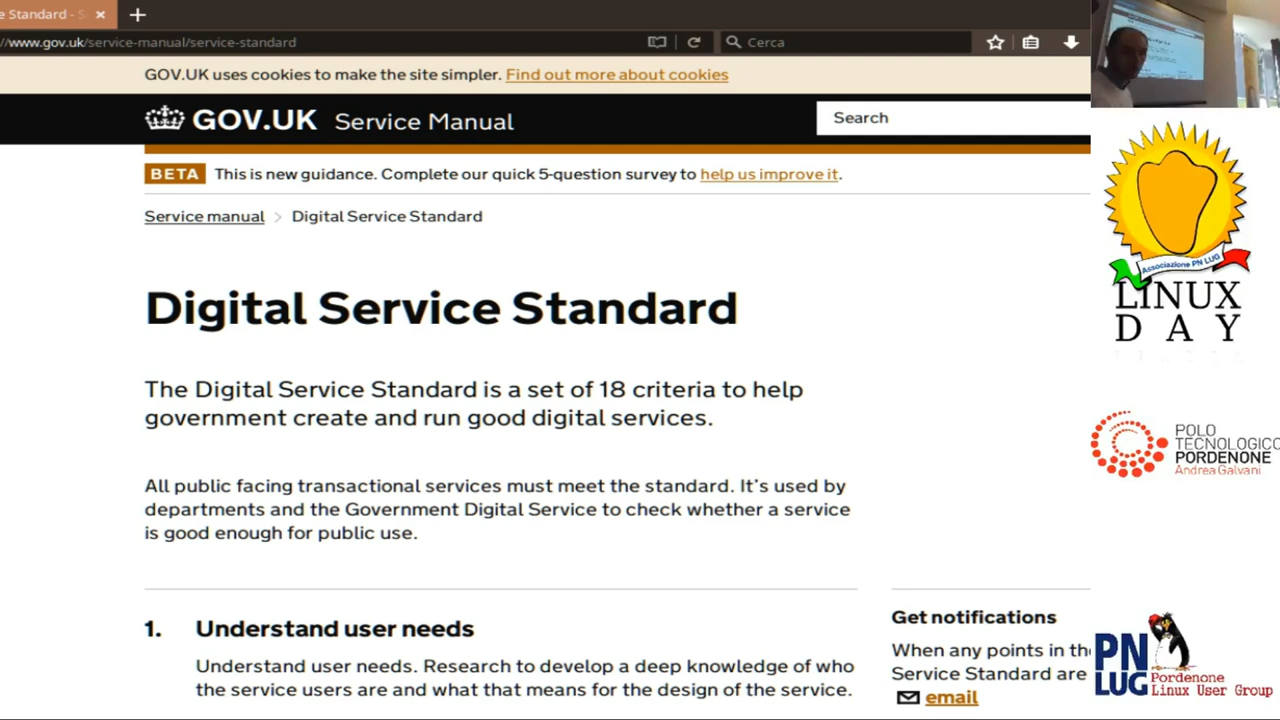 e Standard - S
//www.gov.uk/service-manual/service-standard
Cerca
GOV.UK uses cookies to make the site simpler. Find out more about cookies
GOV.UK Service Manual
Search
BETA This is new guidance. Complete our quick 5-question survey to help us improve it.
Service manual > Digital Service Standard
Digital Service Standard
The Digital Service Standard is a set of 18 criteria to help
government create and run good digital services.
All public facing transactional services must meet the standard. It's used by
departments and the Government Digital Service to check whether a service
is good enough for public use.
1. Understand user needs
Understand user needs. Research to develop a deep knowledge of who
the service users are and what that means for the design of the service.
Get notifications
When any points in the
Service Standard are
email
Associazione PN LUG
LINUX
DAY
POLO
TECNOLOGICO
PORDENONE
Andrea Galvani
PN
LUG
Pordenone
Linux User Group